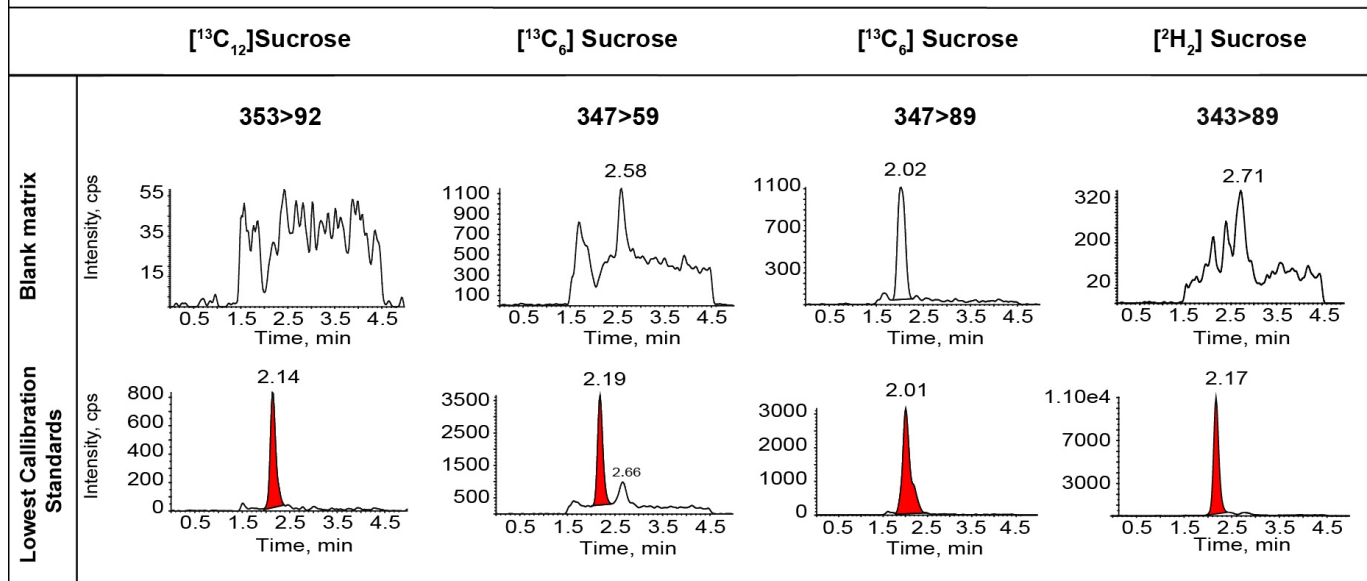 [¹³C₁₂]Sucrose [¹³C₆] Sucrose [¹³C₆] Sucrose [²H₂] Sucrose
353>92 347>59 347>89 343>89
Blank matrix
Intensity, cps
55
35
15
0.5 1.5 2.5 3.5 4.5
Time, min
2.58
1100
900
700
500
300
100
0.5 1.5 2.5 3.5 4.5
Time, min
2.02
1100
700
300
0.5 1.5 2.5 3.5 4.5
Time, min
2.71
320
200
20
0.5 1.5 2.5 3.5 4.5
Time, min
Lowest Callibration
Standards
Intensity, cps
2.14
800
600
400
200
0
0.5 1.5 2.5 3.5 4.5
Time, min
2.19
3500
2500
1500
500
2.66
0.5 1.5 2.5 3.5 4.5
Time, min
2.01
3000
2000
1000
0
0.5 1.5 2.5 3.5 4.5
Time, min
2.17
1.10e4
7000
3000
0.5 1.5 2.5 3.5 4.5
Time, min